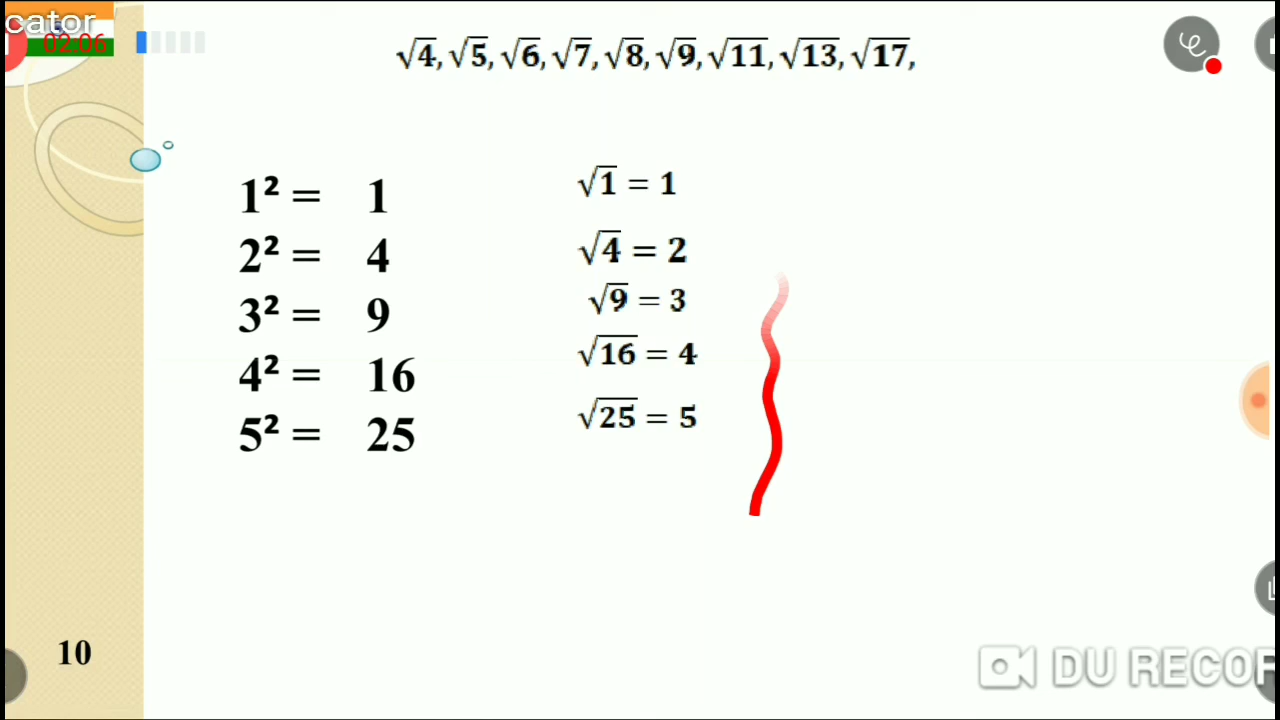 cator
02:06
√4, √5, √6, √7, √8, √9, √11, √13, √17,
1² = 1
2² = 4
3² = 9
4² = 16
5² = 25
√1 = 1
√4 = 2
√9 = 3
√16 = 4
√25 = 5
10
DU RECOR